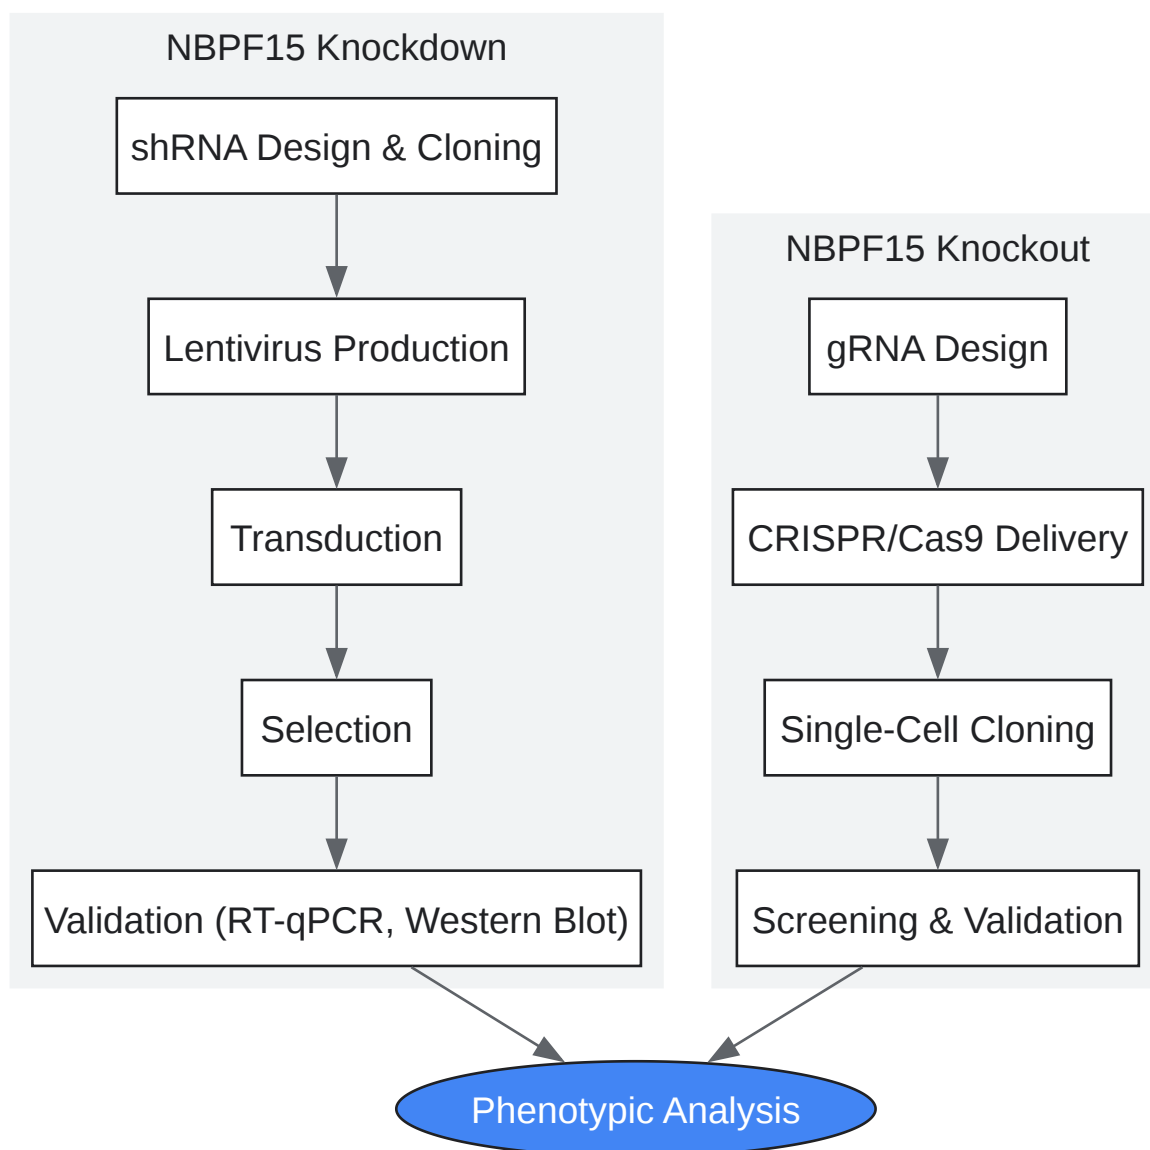 NBPF15 Knockdown
shRNA Design & Cloning
Lentivirus Production
Transduction
Selection
Validation (RT-qPCR, Western Blot)
NBPF15 Knockout
gRNA Design
CRISPR/Cas9 Delivery
Single-Cell Cloning
Screening & Validation
Phenotypic Analysis